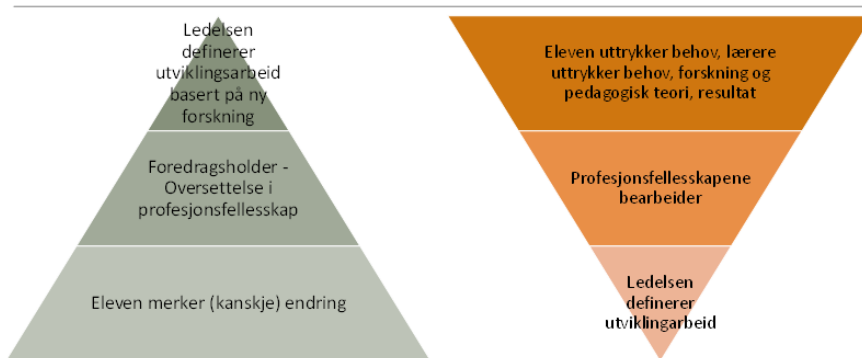 Ledelsen
definerer
utviklingsarbeid
basert på ny
forskning
Foredragsholder -
Oversettelse i
profesjonsfellesskap
Eleven merker (kanskje) endring
Eleven uttrykker behov, lærere
uttrykker behov, forskning og
pedagogisk teori, resultat
Profesjonsfellesskapene
bearbeider
Ledelsen
definerer
utviklingarbeid